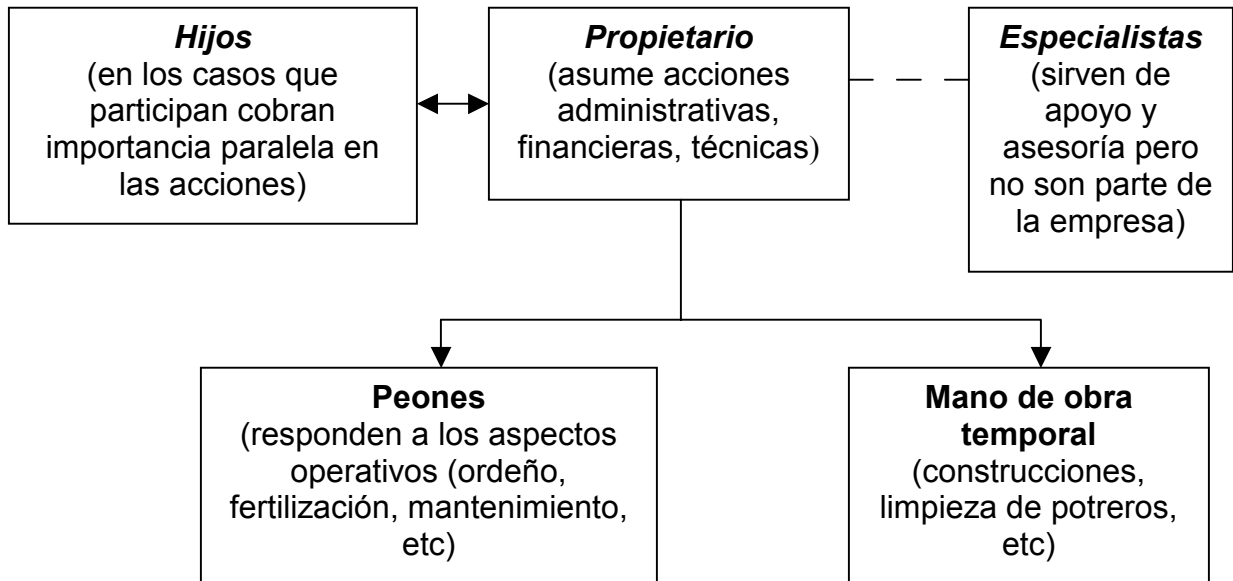 Hijos
(en los casos que
participan cobran
importancia paralela en
las acciones)
Propietario
(asume acciones
administrativas,
financieras, técnicas)
Especialistas
(sirven de
apoyo y
asesoría pero
no son parte de
la empresa)
Peones
(responden a los aspectos
operativos (ordeño,
fertilización, mantenimiento,
etc)
Mano de obra
temporal
(construcciones,
limpieza de potreros,
etc)